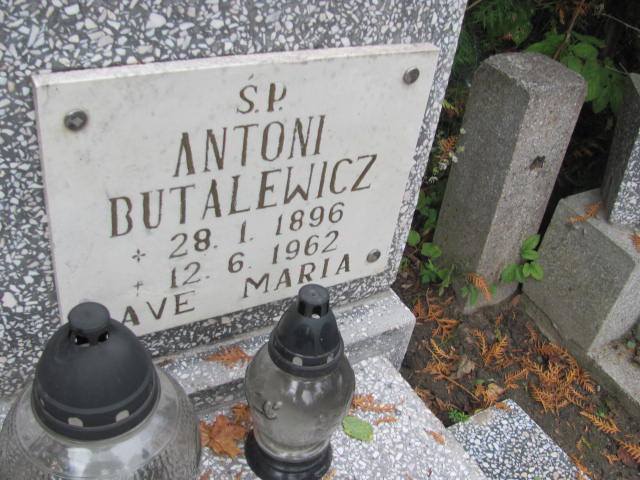 Ś.P.
ANTONI
BUTALEWICZ
* 28. 1. 1896
+ 12. 6. 1962
AVE MARIA